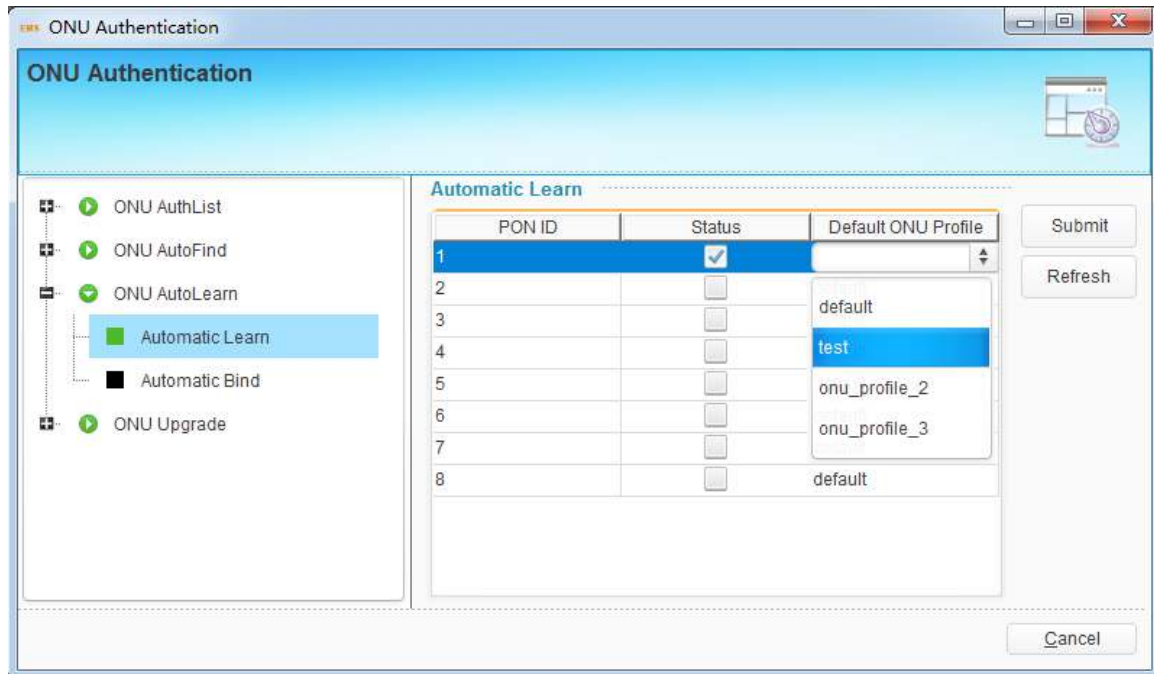 EMS ONU Authentication
ONU Authentication
ONU AuthList
ONU AutoFind
ONU AutoLearn
Automatic Learn
Automatic Bind
ONU Upgrade
Automatic Learn
PON ID Status Default ONU Profile
1
2
3
4
5
6
7
8 default
default
test
onu_profile_2
onu_profile_3
Submit
Refresh
Cancel